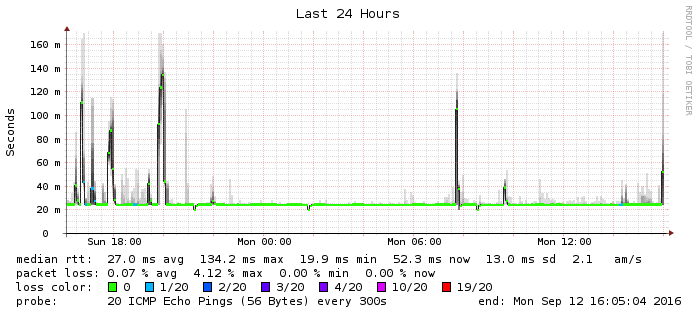 Last 24 Hours
RRDTOOL / TOBI OETIKER
Seconds
160 m
140 m
120 m
100 m
80 m
60 m
40 m
20 m
0
Sun 18:00 Mon 00:00 Mon 06:00 Mon 12:00
median rtt: 27.0 ms avg 134.2 ms max 19.9 ms min 52.3 ms now 13.0 ms sd 2.1 am/s
packet loss: 0.07 % avg 4.12 % max 0.00 % min 0.00 % now
loss color: 0 1/20 2/20 3/20 4/20 10/20 19/20
probe: 20 ICMP Echo Pings (56 Bytes) every 300s end: Mon Sep 12 16:05:04 2016